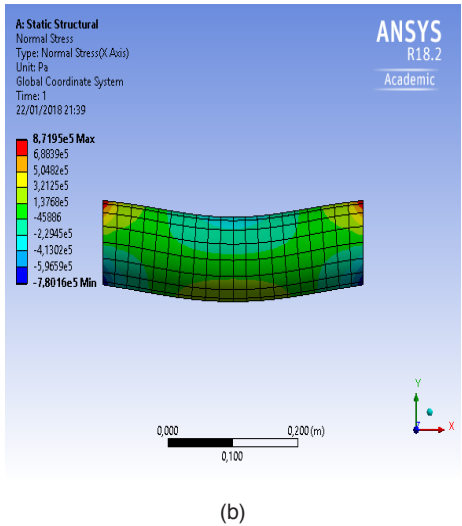 A: Static Structural
Normal Stress
Type: Normal Stress(X Axis)
Unit: Pa
Global Coordinate System
Time: 1
22/01/2018 21:39
ANSYS
R18.2
Academic
8,7195e5 Max
6,8839e5
5,0482e5
3,2125e5
1,3768e5
-45886
-2,2945e5
-4,1302e5
-5,9659e5
-7,8016e5 Min
Y
X
0,000
0,200 (m)
0,100
(b)